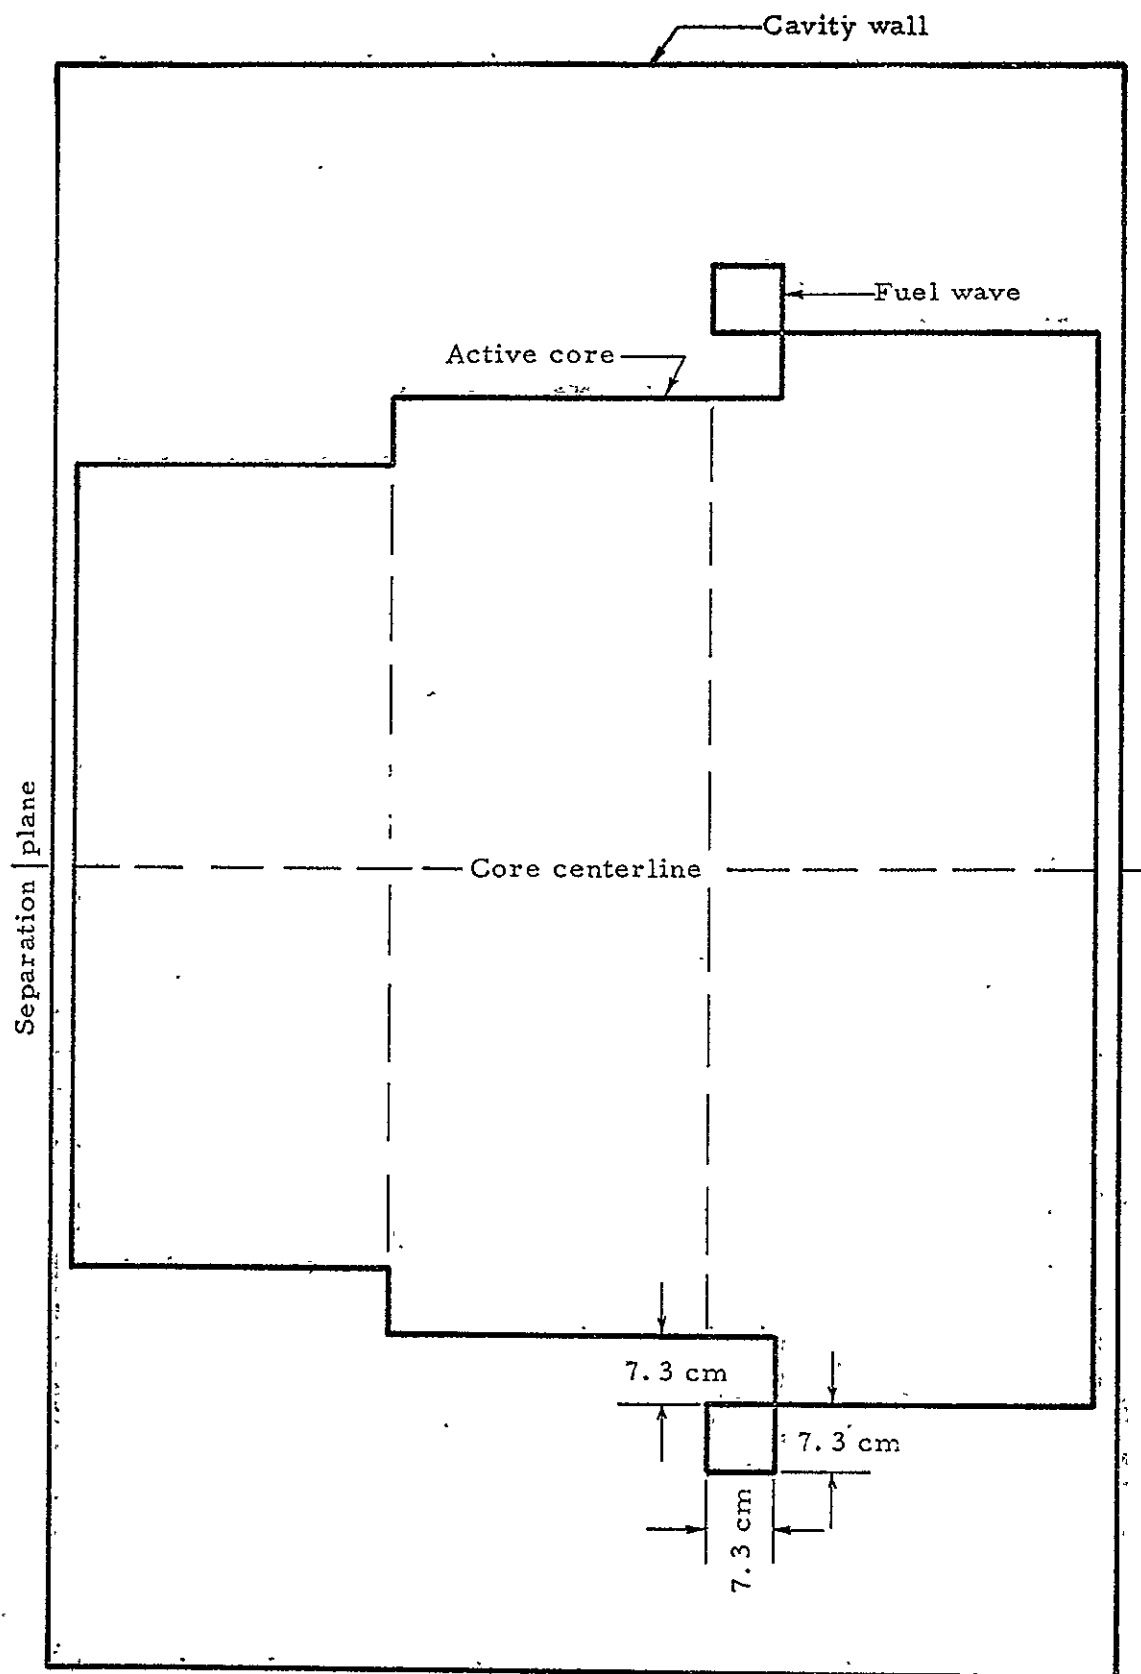 Cavity wall
Fuel wave
Active core
Separation plane
Core centerline
7.3 cm
7.3 cm
7.3 cm